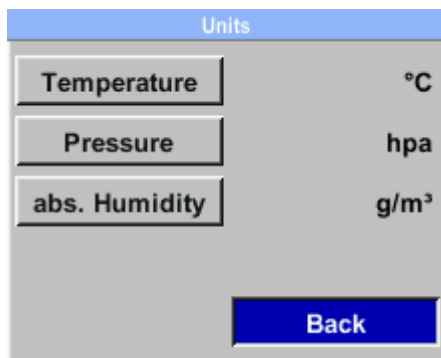 Units
Temperature °C
Pressure hpa
abs. Humidity g/m³
Back